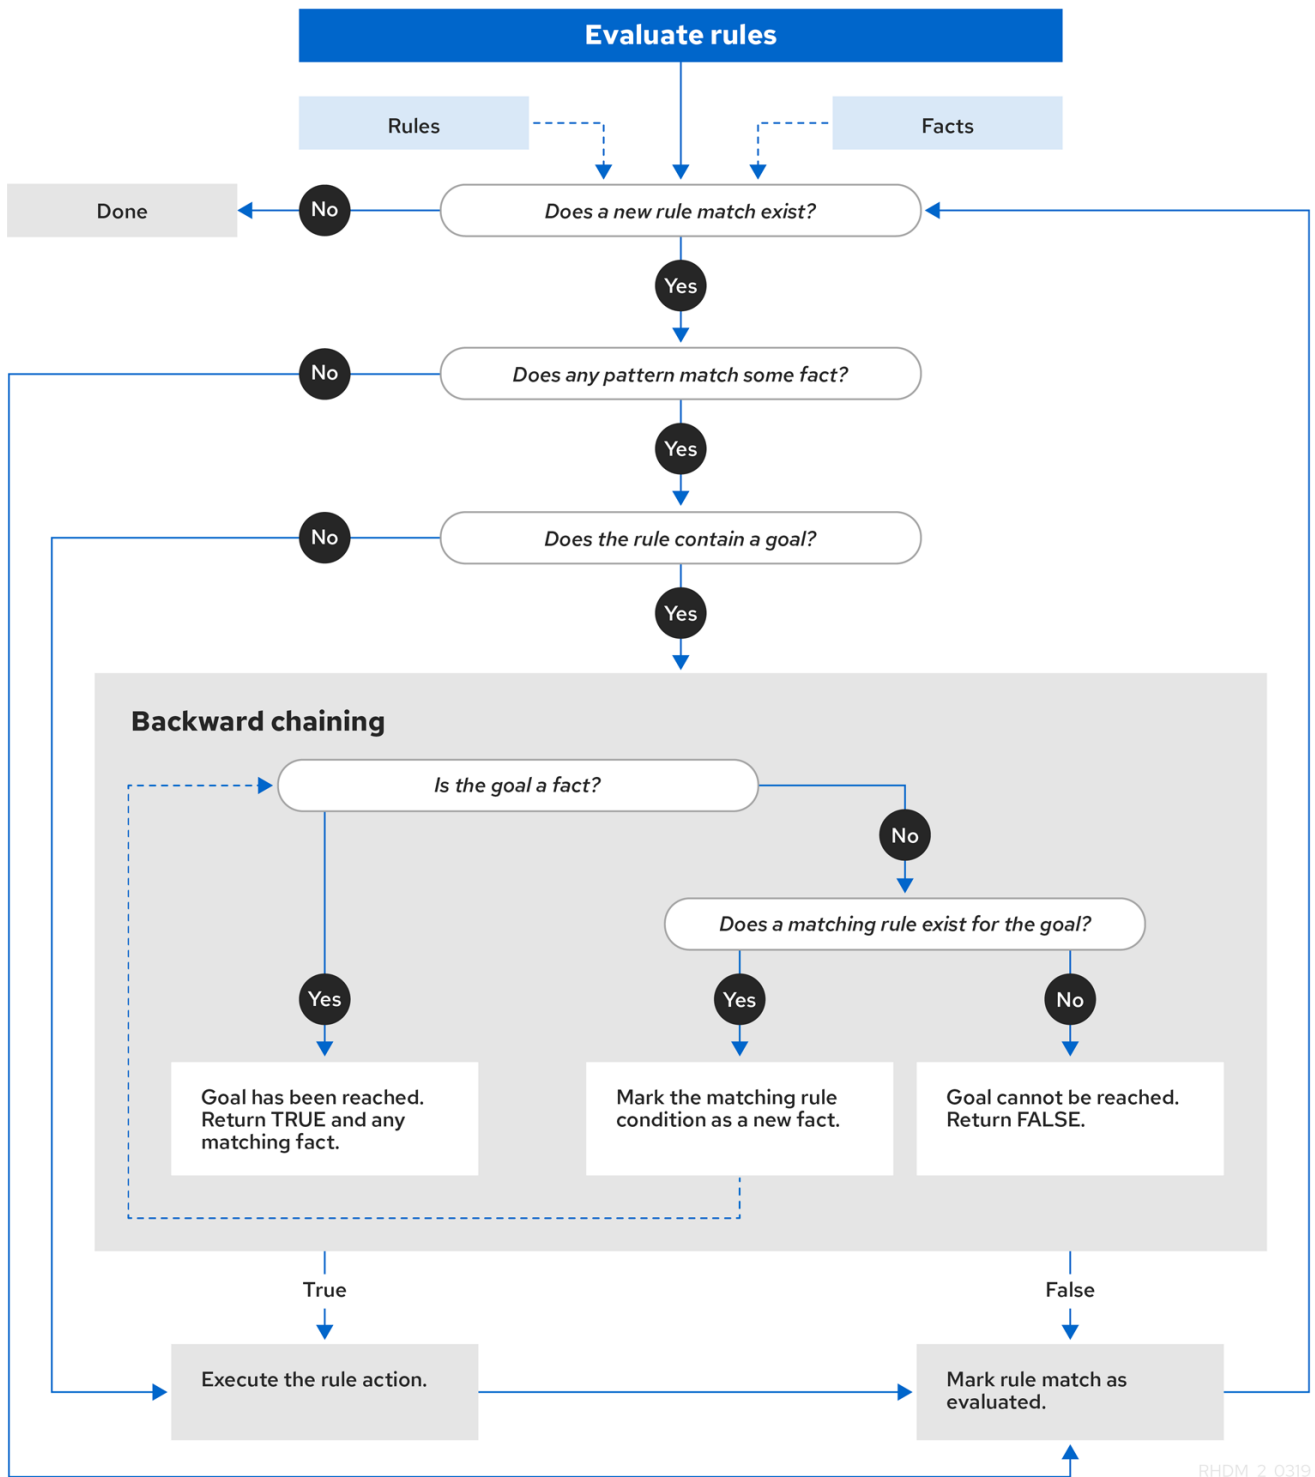 Evaluate rules
Rules
Facts
Done
No
Does a new rule match exist?
Yes
No
Does any pattern match some fact?
Yes
No
Does the rule contain a goal?
Yes
Backward chaining
Is the goal a fact?
No
Does a matching rule exist for the goal?
Yes
Yes
No
Goal has been reached.
Return TRUE and any
matching fact.
Mark the matching rule
condition as a new fact.
Goal cannot be reached.
Return FALSE.
True
False
Execute the rule action.
Mark rule match as
evaluated.
RHDM_2_0319